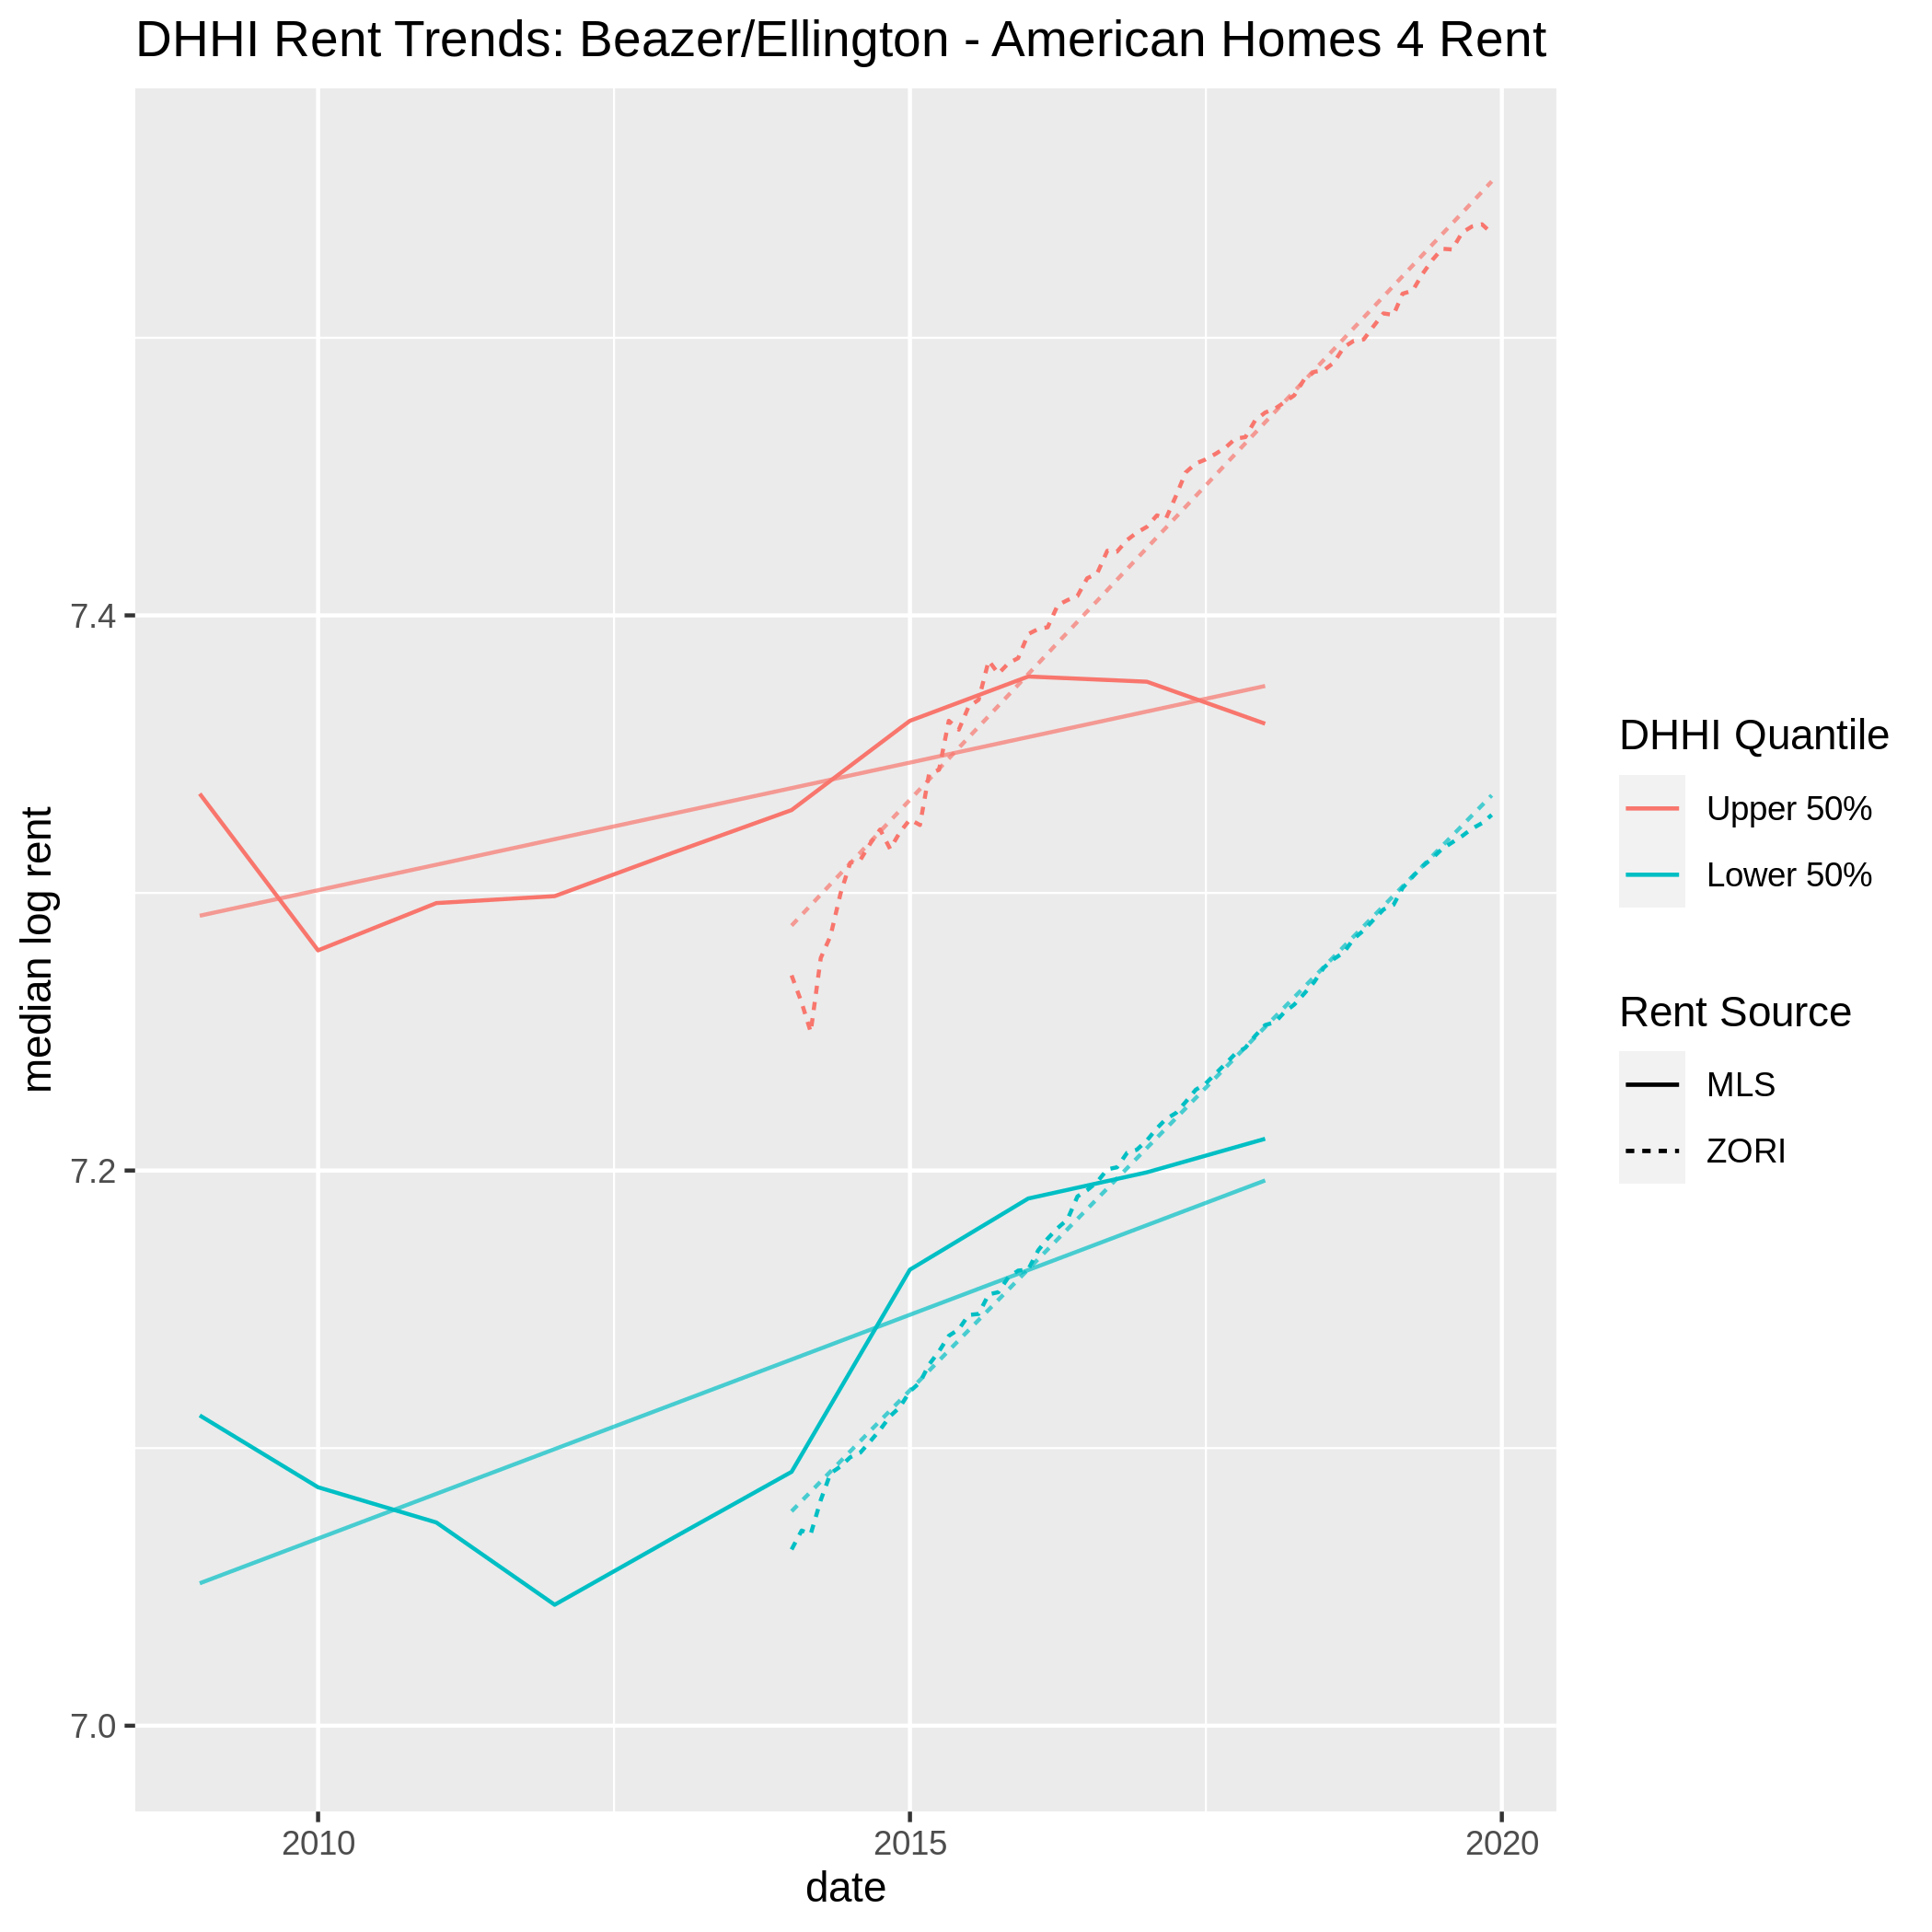 DHHI Rent Trends: Beazer/Ellington - American Homes 4 Rent
median log rent
7.4
7.2
7.0
2010
2015
2020
date
DHHI Quantile
Upper 50%
Lower 50%
Rent Source
MLS
ZORI